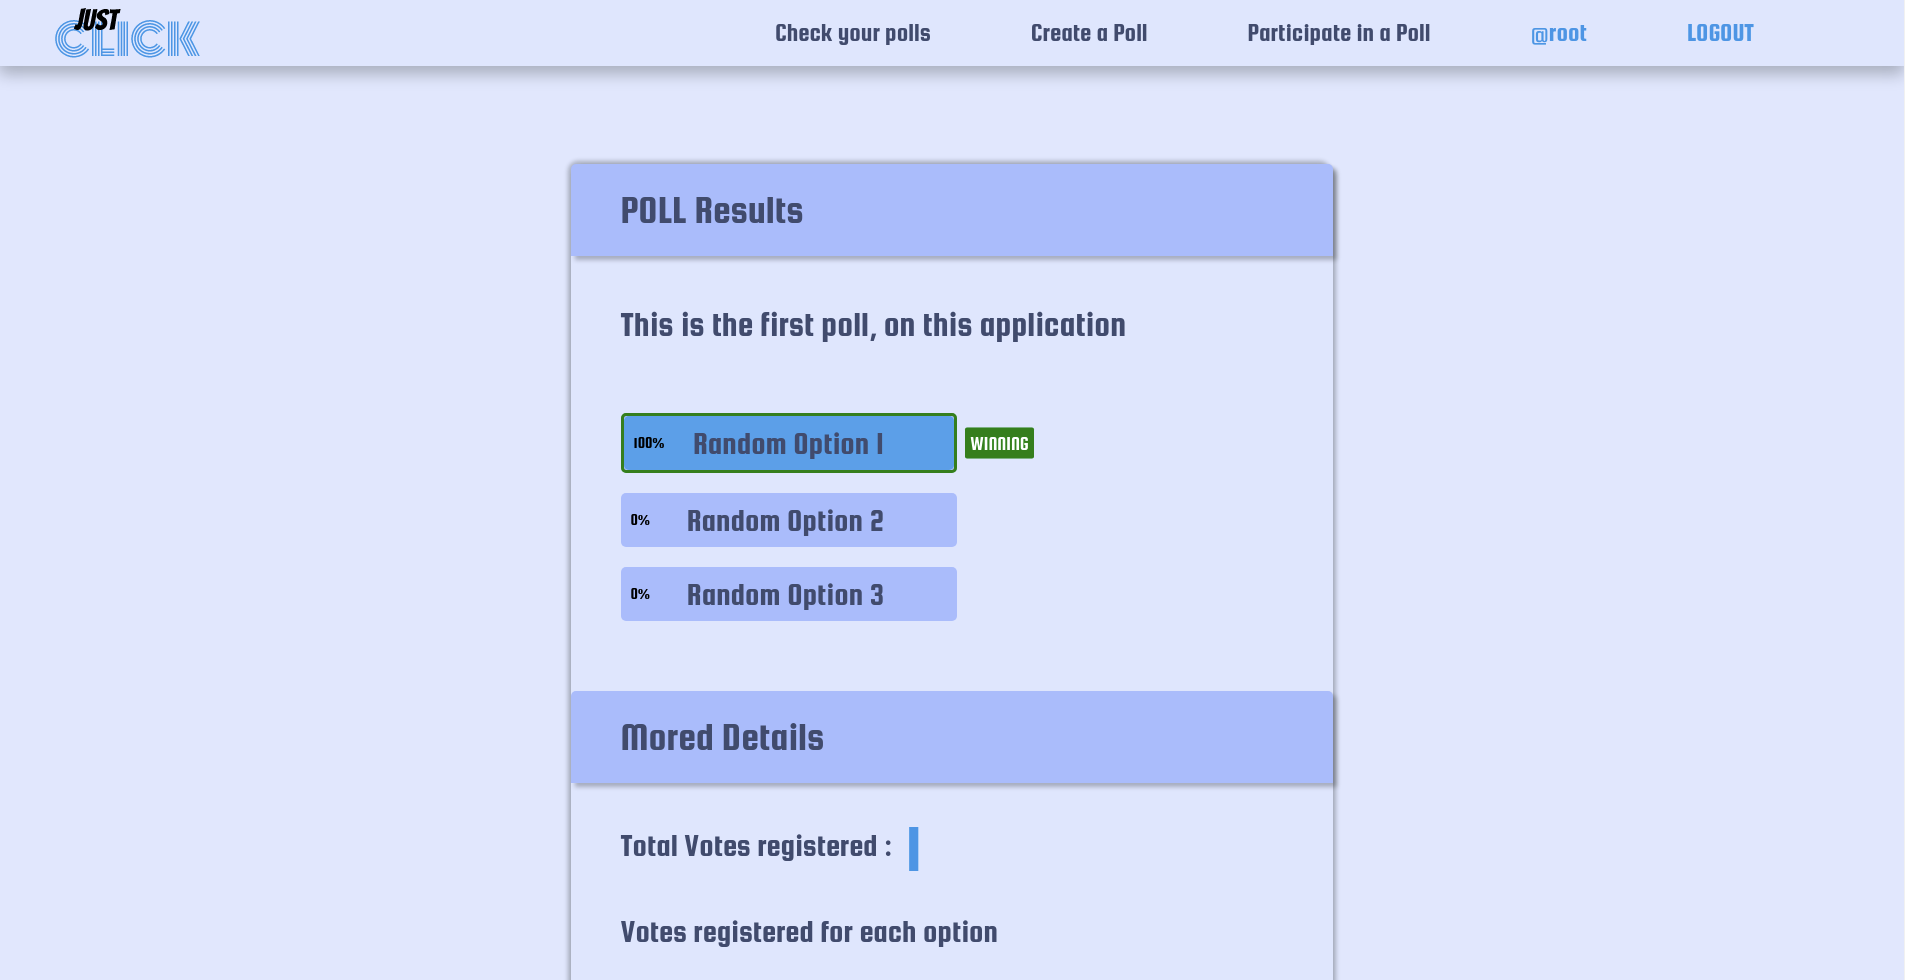 JUST
CLICK
Check your polls Create a Poll Participate in a Poll @root LOGOUT
POLL Results
This is the first poll, on this application
100% Random Option 1 WINNING
0% Random Option 2
0% Random Option 3
Mored Details
Total Votes registered : 1
Votes registered for each option